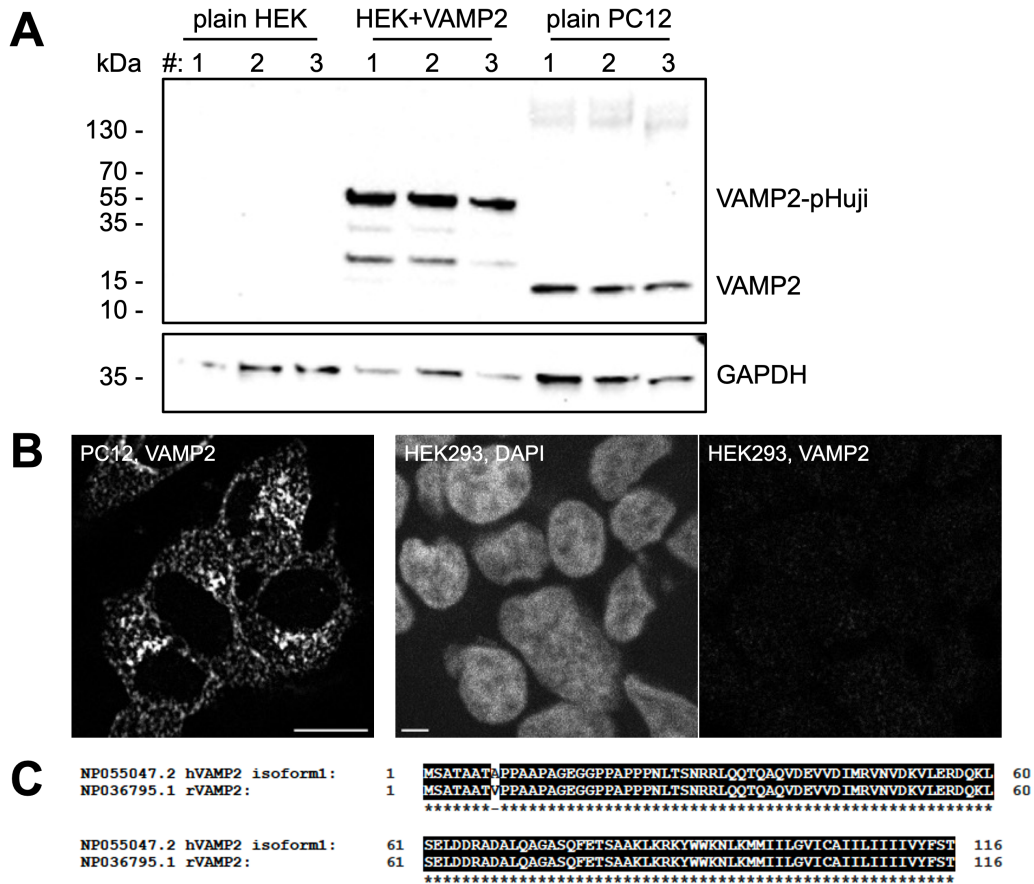 A
plain HEK HEK+VAMP2 plain PC12
kDa #: 1 2 3 1 2 3 1 2 3
130 -
70 -
55 - VAMP2-pHuji
35 -
15 - VAMP2
10 -
35 - GAPDH
B
PC12, VAMP2 HEK293, DAPI HEK293, VAMP2
C
NP055047.2 hVAMP2 isoform1: 1 MSATAATAPPAAPAGEGGPPAPPPNLTSNRRLQQTQAQVDEVVDIMRVNVDKVLERDQKL 60
NP036795.1 rVAMP2: 1 MSATAATVPPAAPAGEGGPPAPPPNLTSNRRLQQTQAQVDEVVDIMRVNVDKVLERDQKL 60
*******-****************************************************
NP055047.2 hVAMP2 isoform1: 61 SELDDRADALQAGASQFETSAAKLKRKYWWKNLKMMIILGVICAIILIIIIVYFST 116
NP036795.1 rVAMP2: 61 SELDDRADALQAGASQFETSAAKLKRKYWWKNLKMMIILGVICAIILIIIIVYFST 116
********************************************************